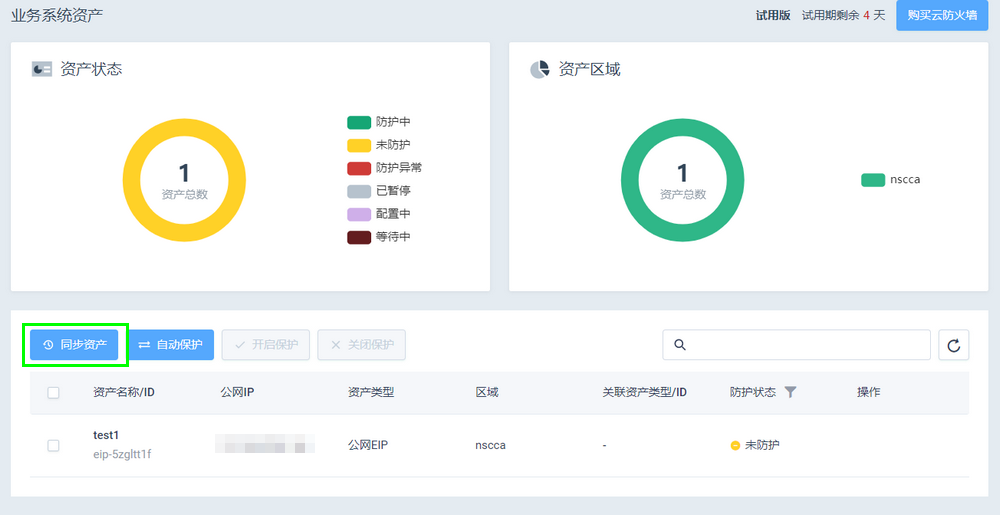 业务系统资产
试用版 试用期剩余 4 天 购买云防火墙
资产状态
1
资产总数
防护中
未防护
防护异常
已暂停
配置中
等待中
资产区域
1
资产总数
nscca
同步资产 自动保护 开启保护 关闭保护
资产名称/ID 公网IP 资产类型 区域 关联资产类型/ID 防护状态 操作
test1
eip-5zgltt1f
公网EIP nscca - 未防护